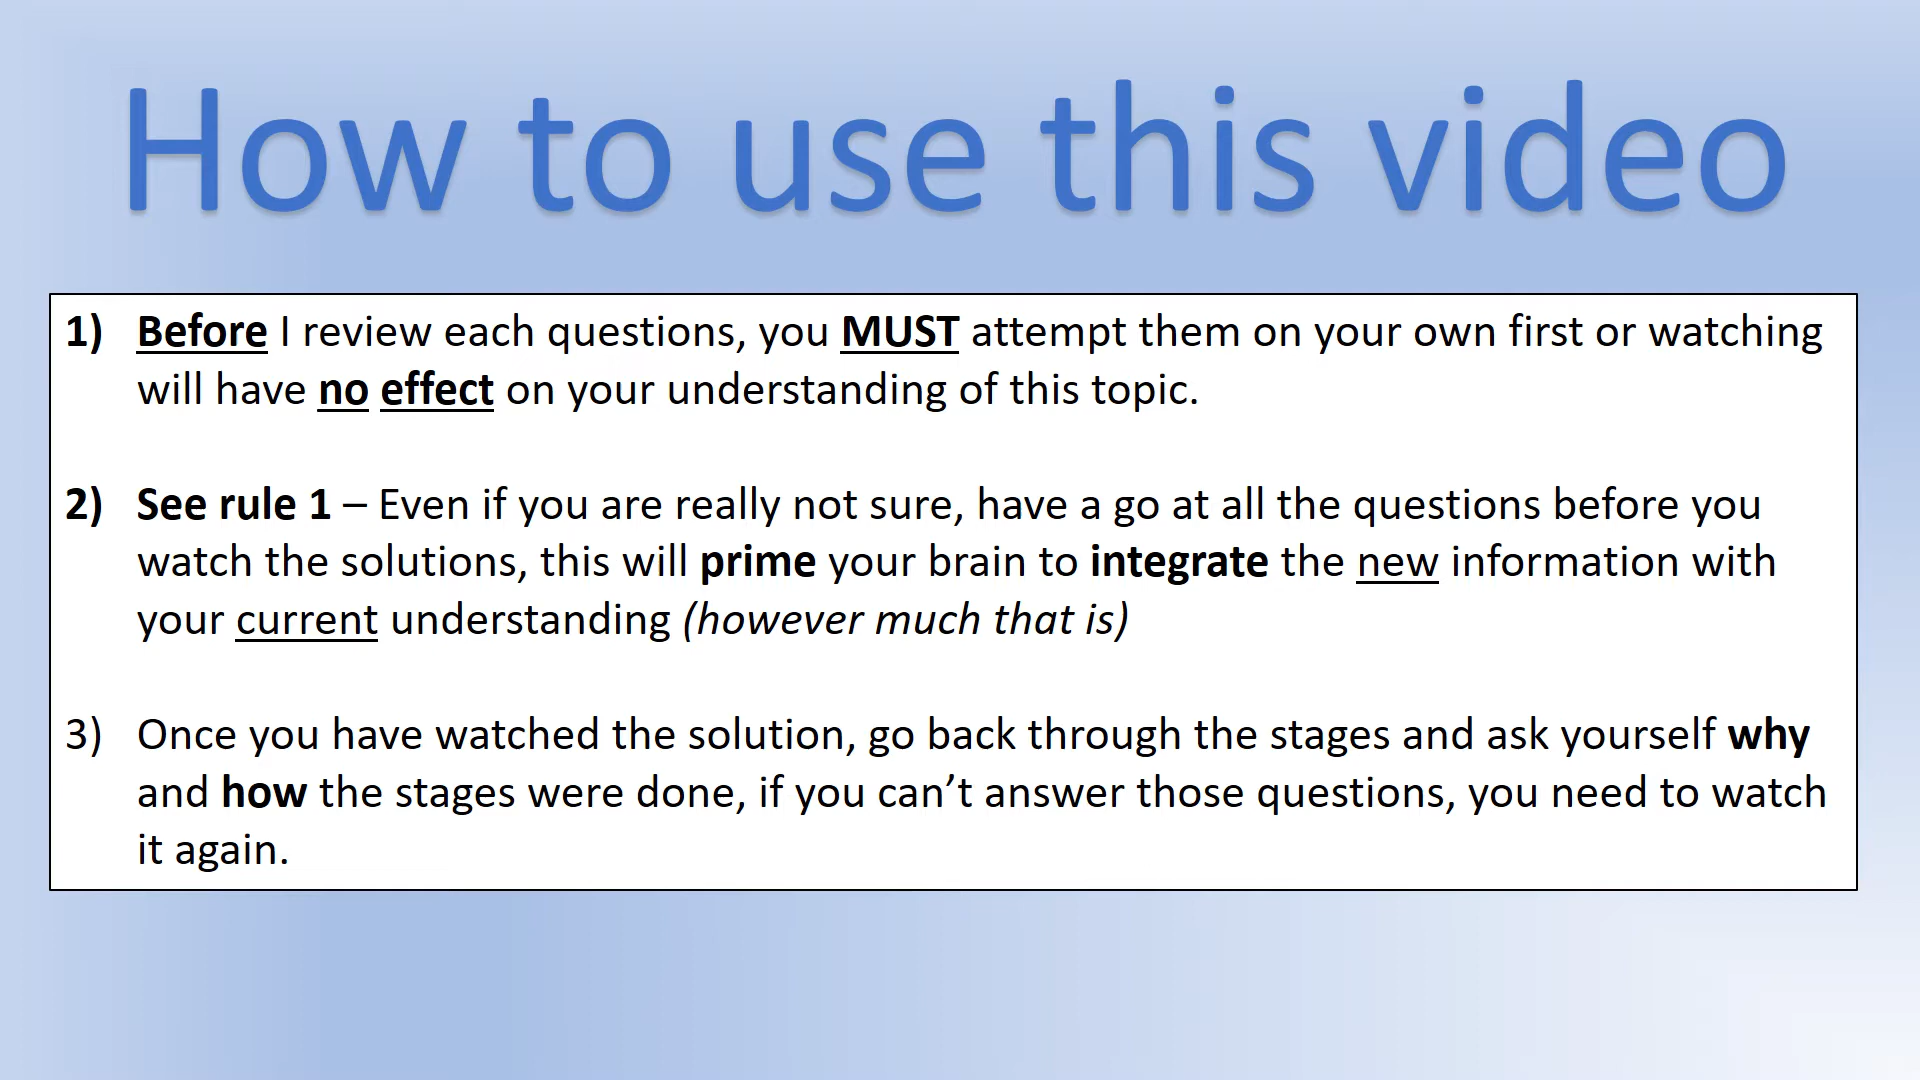 How to use this video
1) Before I review each questions, you MUST attempt them on your own first or watching
will have no effect on your understanding of this topic.
2) See rule 1 – Even if you are really not sure, have a go at all the questions before you
watch the solutions, this will prime your brain to integrate the new information with
your current understanding (however much that is)
3) Once you have watched the solution, go back through the stages and ask yourself why
and how the stages were done, if you can’t answer those questions, you need to watch
it again.